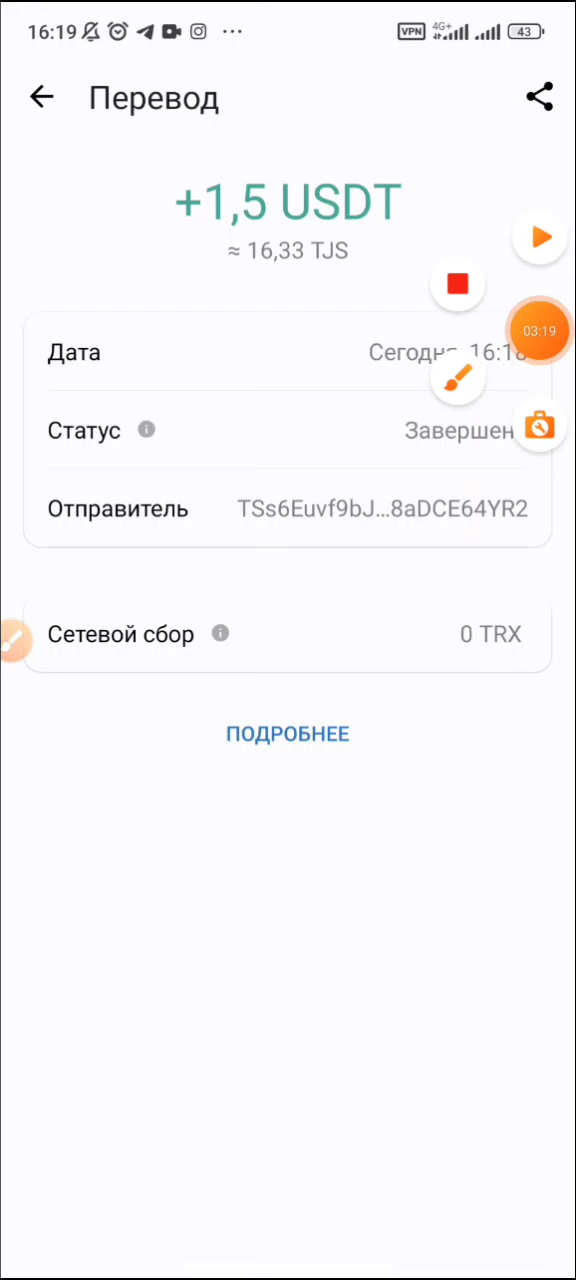 16:19 ... VPN 4G+ 43
Перевод
+1,5 USDT
≈ 16,33 TJS
03:19
Дата
Статус Завершен
Отправитель TSs6Euvf9bJ...8aDCE64YR2
Сетевой сбор 0 TRX
ПОДРОБНЕЕ